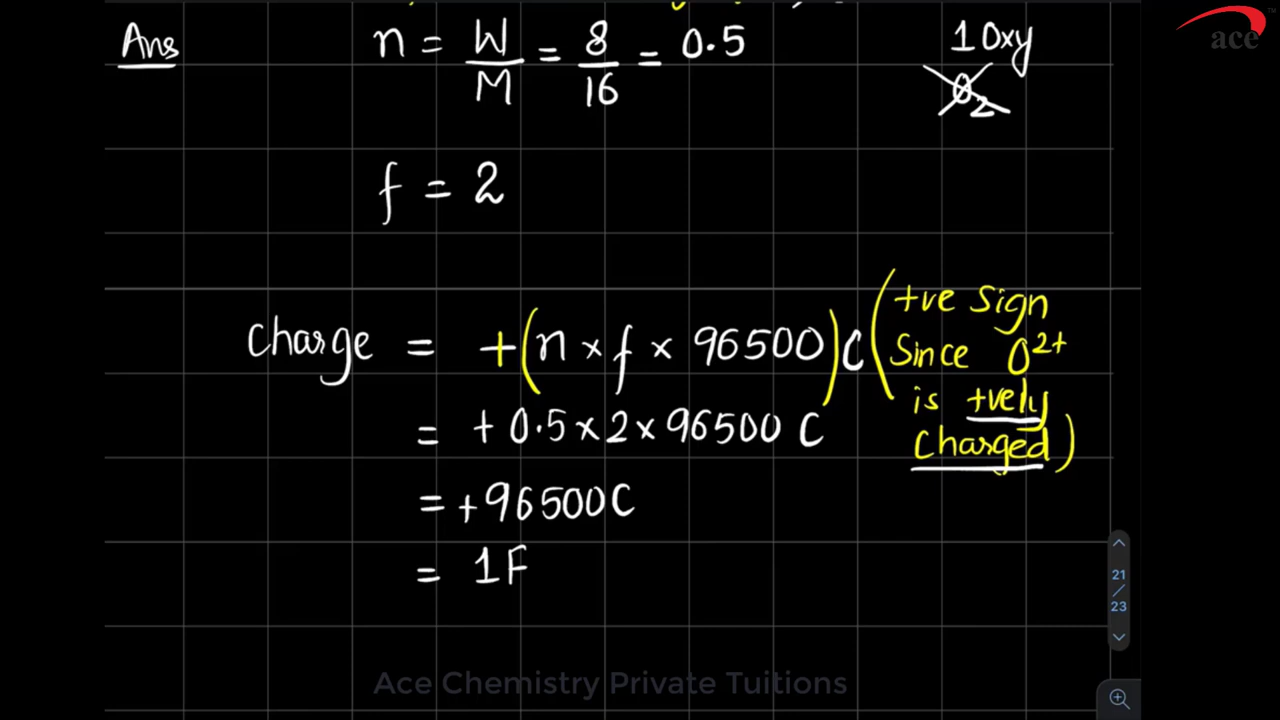 ace
Ans
n = W/M = 8/16 = 0.5
1 Oxy
O₂
f = 2
Charge = +(n × f × 96500) C (+ve Sign
Since O²⁺
is +vely
Charged)
= + 0.5 × 2 × 96500 C
= +96500C
= 1F
21
/
23
Ace Chemistry Private Tuitions